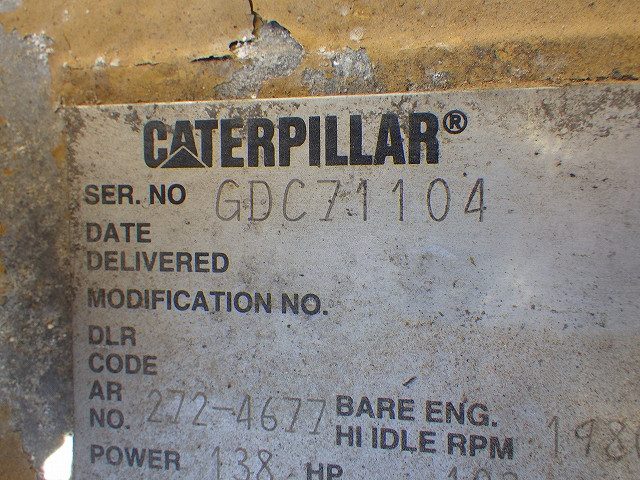 CATERPILLAR®
SER. NO GDC71104
DATE
DELIVERED
MODIFICATION NO.
DLR
CODE
AR
NO. 272-4677 BARE ENG.
HI IDLE RPM
POWER 138 HP